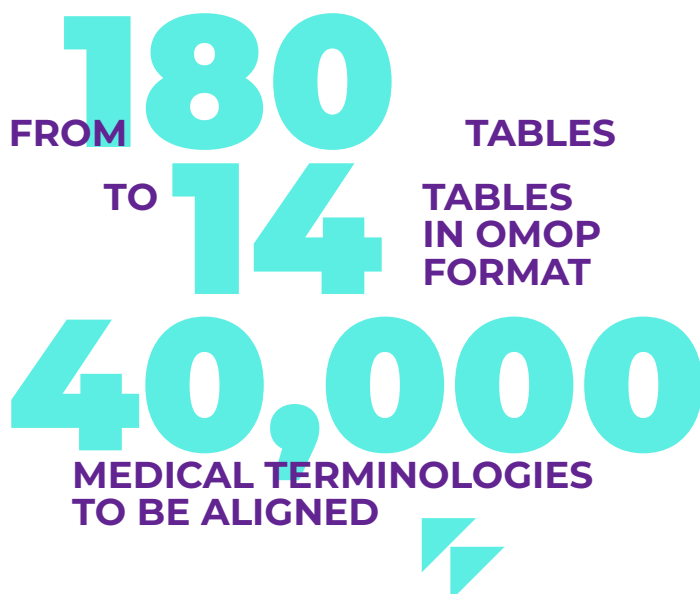 FROM 180 TABLES
TO 14 TABLES
IN OMOP
FORMAT
40,000
MEDICAL TERMINOLOGIES
TO BE ALIGNED